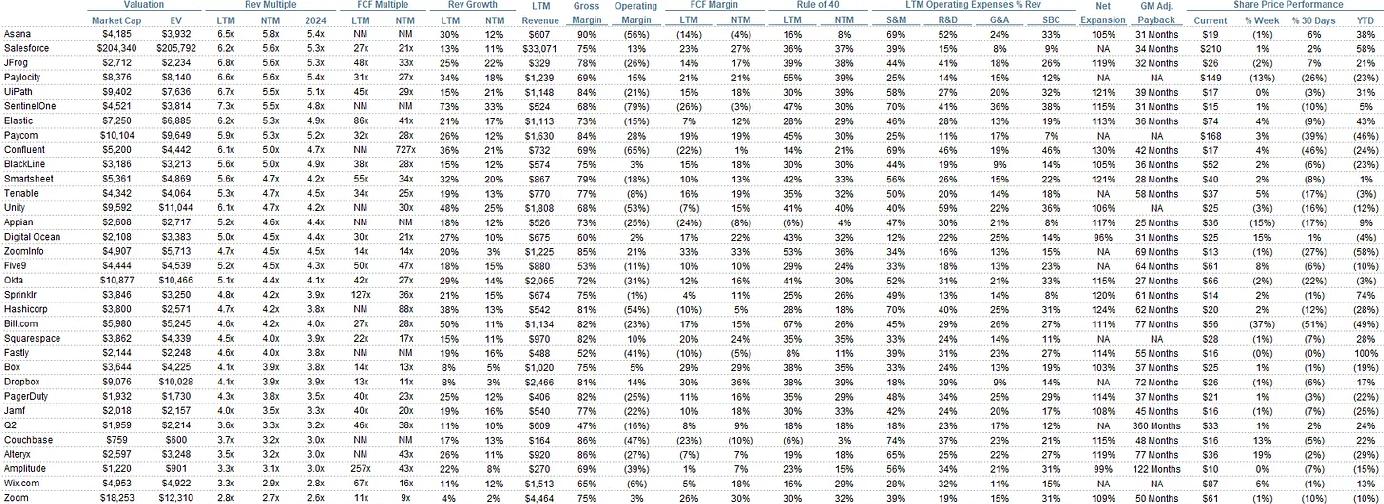 Valuation Rev Multiple FCF Multiple Rev Growth LTM Gross Operating FCF Margin Rule of 40 LTM Operating Expenses % Rev Net GM Adj. Share Price Performance
Market Cap EV LTM NTM 2024 LTM NTM LTM NTM Revenue Margin Margin LTM NTM LTM NTM S&M R&D G&A SBC Expansion Payback Current % Week % 30 Days YTD
Asana $4,185 $3,932 6.5x 5.8x 5.4x NM NM 30% 12% $607 90% (56%) (14%) (4%) 16% 8% 69% 52% 24% 33% 105% 31 Months $19 (1%) 6% 38%
Salesforce $204,340 $205,792 6.2x 5.6x 5.3x 27x 21x 13% 11% $33,071 75% 13% 23% 26% 36% 37% 39% 15% 8% 9% NA 34 Months $210 1% 2% 58%
JFrog $2,712 $2,234 6.8x 5.6x 5.3x 48x 33x 25% 22% $329 78% (26%) 14% 17% 39% 38% 44% 41% 18% 26% 119% 32 Months $26 (2%) 7% 21%
Paylocity $8,376 $8,140 6.6x 5.6x 5.4x 31x 27x 34% 18% $1,239 69% 15% 21% 21% 55% 39% 25% 14% 15% 12% NA NA $149 (13%) (26%) (23%)
UiPath $9,402 $7,636 6.7x 5.5x 5.1x 45x 29x 15% 21% $1,148 84% (21%) 15% 18% 30% 39% 58% 27% 20% 32% 121% 39 Months $17 0% (3%) 31%
SentinelOne $4,521 $3,814 7.3x 5.5x 4.8x NM NM 73% 33% $524 68% (79%) (26%) (3%) 47% 30% 70% 41% 36% 38% 115% 31 Months $15 1% (10%) 5%
Elastic $7,250 $6,885 6.2x 5.3x 4.9x 86x 41x 21% 17% $1,113 73% (15%) 7% 12% 28% 29% 46% 28% 13% 19% 113% 36 Months $74 4% (9%) 43%
Paycom $10,104 $9,649 5.9x 5.3x 5.2x 32x 28x 26% 12% $1,630 84% 28% 19% 19% 45% 30% 25% 11% 17% 7% NA NA $168 3% (39%) (46%)
Confluent $5,200 $4,442 6.1x 5.0x 4.7x NM 727x 36% 21% $732 69% (65%) (22%) 1% 14% 21% 69% 46% 19% 46% 130% 42 Months $17 4% (46%) (24%)
BlackLine $3,186 $3,213 5.6x 5.0x 4.9x 38x 28x 15% 12% $574 75% 3% 15% 18% 30% 30% 44% 19% 9% 14% 105% 36 Months $52 2% (6%) (23%)
Smartsheet $5,361 $4,869 5.6x 4.7x 4.2x 55x 34x 32% 20% $867 79% (18%) 10% 13% 42% 33% 56% 26% 15% 22% 121% 28 Months $40 2% (8%) 1%
Tenable $4,342 $4,064 5.3x 4.7x 4.5x 34x 25x 19% 13% $770 77% (8%) 16% 19% 35% 32% 50% 20% 14% 18% NA 58 Months $37 5% (17%) (3%)
Unity $9,592 $11,044 6.1x 4.7x 4.2x NM 30x 48% 25% $1,808 68% (53%) (7%) 15% 41% 40% 40% 59% 22% 36% 106% NA $25 (3%) (16%) (12%)
Appian $2,608 $2,717 5.2x 4.6x 4.4x NM NM 18% 12% $526 73% (25%) (24%) (8%) (6%) 4% 47% 30% 21% 8% 117% 25 Months $36 (15%) (17%) 9%
Digital Ocean $2,108 $3,383 5.0x 4.5x 4.4x 30x 21x 27% 10% $675 60% 2% 17% 22% 43% 32% 12% 22% 25% 14% 96% 31 Months $25 15% 1% (4%)
ZoomInfo $4,907 $5,713 4.7x 4.5x 4.5x 14x 14x 20% 3% $1,225 85% 21% 33% 33% 53% 36% 34% 16% 13% 14% NA 69 Months $13 (1%) (27%) (58%)
Five9 $4,444 $4,539 5.2x 4.5x 4.3x 50x 47x 18% 15% $880 53% (11%) 10% 10% 29% 24% 33% 18% 13% 23% NA 64 Months $61 8% (6%) (10%)
Okta $10,877 $10,466 5.1x 4.4x 4.1x 42x 27x 29% 14% $2,065 72% (31%) 12% 16% 41% 30% 52% 31% 21% 33% 115% 27 Months $66 (2%) (22%) (3%)
Sprinklr $3,846 $3,250 4.8x 4.2x 3.9x 127x 36x 21% 15% $674 75% (1%) 4% 11% 25% 26% 49% 13% 14% 8% 120% 61 Months $14 2% (1%) 74%
Hashicorp $3,800 $2,571 4.7x 4.2x 3.8x NM 88x 38% 13% $542 81% (54%) (10%) 5% 28% 18% 70% 40% 25% 31% 124% 62 Months $20 2% (12%) (28%)
Bill.com $5,980 $5,245 4.6x 4.2x 4.0x 27x 28x 50% 11% $1,134 82% (23%) 17% 15% 67% 26% 45% 29% 26% 27% 111% 77 Months $56 (37%) (51%) (49%)
Squarespace $3,862 $4,339 4.5x 4.0x 3.9x 22x 17x 15% 11% $970 82% 10% 20% 24% 35% 35% 33% 24% 14% 11% NA NA $28 (1%) (7%) 28%
Fastly $2,144 $2,248 4.6x 4.0x 3.8x NM NM 19% 16% $488 52% (41%) (10%) (5%) 8% 11% 39% 31% 23% 27% 114% 55 Months $16 (0%) (0%) 100%
Box $3,644 $4,225 4.1x 3.9x 3.8x 14x 13x 8% 5% $1,020 75% 5% 29% 29% 38% 35% 33% 24% 13% 19% 103% 37 Months $25 1% (1%) (19%)
Dropbox $9,076 $10,028 4.1x 3.9x 3.9x 13x 11x 8% 3% $2,466 81% 14% 30% 36% 38% 39% 18% 39% 9% 14% NA 72 Months $26 (1%) (6%) 17%
PagerDuty $1,932 $1,730 4.3x 3.8x 3.5x 40x 23x 25% 12% $406 82% (25%) 11% 16% 35% 29% 48% 34% 25% 29% 114% 37 Months $21 1% (3%) (22%)
Jamf $2,018 $2,157 4.0x 3.5x 3.3x 40x 20x 19% 16% $540 77% (22%) 10% 18% 30% 33% 42% 24% 20% 17% 108% 45 Months $16 (1%) (7%) (25%)
Q2 $1,959 $2,214 3.6x 3.3x 3.2x 46x 38x 11% 10% $609 47% (16%) 8% 9% 18% 18% 18% 23% 17% 12% NA 360 Months $33 1% 2% 24%
Couchbase $759 $600 3.7x 3.2x 3.0x NM NM 17% 13% $164 86% (47%) (23%) (10%) (6%) 3% 74% 37% 23% 21% 115% 48 Months $16 13% (5%) 22%
Alteryx $2,597 $3,248 3.5x 3.2x 3.0x NM 43x 26% 11% $920 86% (27%) (7%) 7% 19% 18% 65% 25% 22% 27% 119% 77 Months $36 19% (2%) (29%)
Amplitude $1,220 $901 3.3x 3.1x 3.0x 257x 43x 22% 8% $270 69% (39%) 1% 7% 23% 15% 56% 34% 21% 31% 99% 122 Months $10 0% (7%) (15%)
Wix.com $4,963 $4,922 3.3x 2.9x 2.8x 67x 16x 11% 12% $1,513 65% (6%) 5% 18% 16% 30% 28% 32% 11% 15% NA NA $87 6% (1%) 13%
Zoom $18,253 $12,310 2.8x 2.7x 2.6x 11x 9x 4% 2% $4,464 75% 3% 26% 30% 30% 32% 39% 19% 15% 31% 109% 50 Months $61 (1%) (10%) (10%)